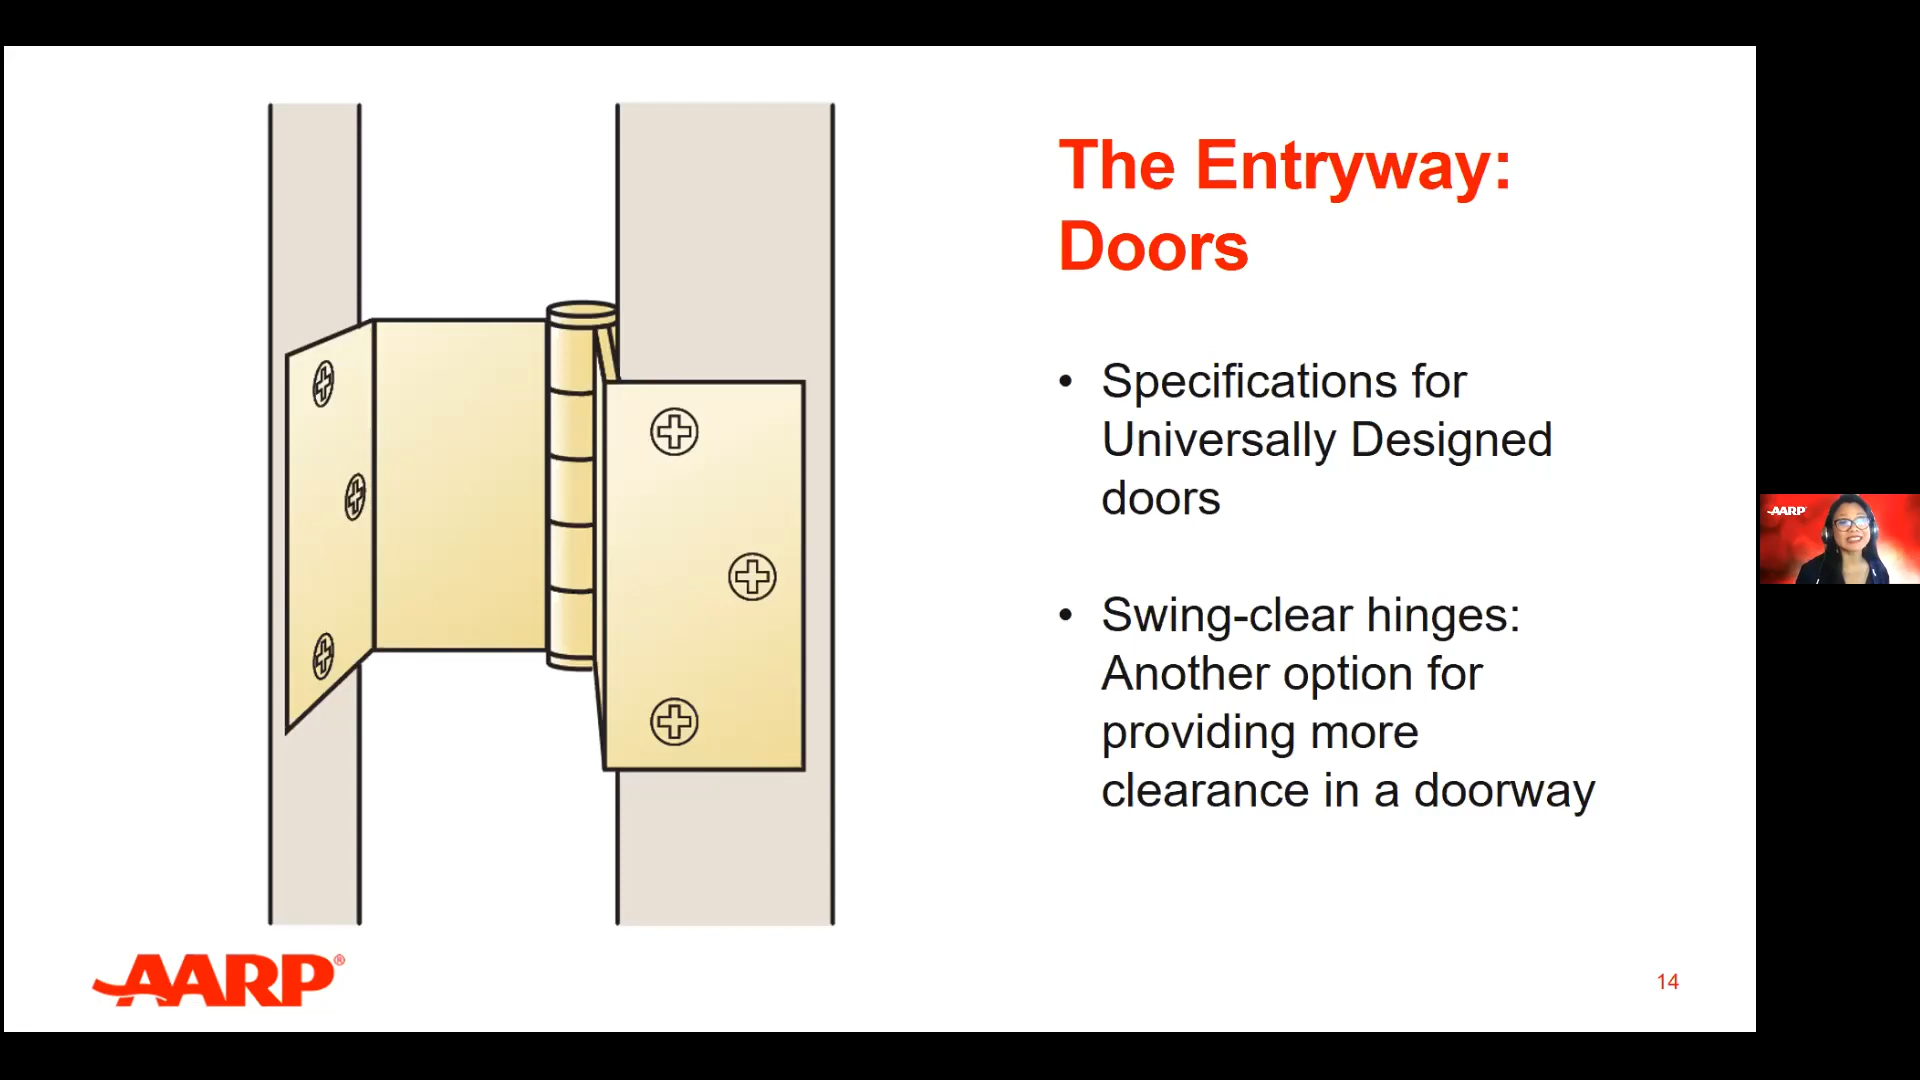 The Entryway:
Doors
• Specifications for
Universally Designed
doors
• Swing-clear hinges:
Another option for
providing more
clearance in a doorway
AARP®
14
AARP